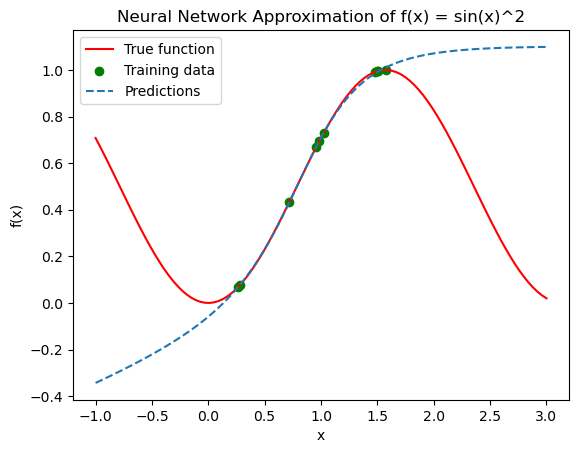 Neural Network Approximation of f(x) = sin(x)^2
True function
Training data
Predictions
f(x)
1.0
0.8
0.6
0.4
0.2
0.0
−0.2
−0.4
−1.0 −0.5 0.0 0.5 1.0 1.5 2.0 2.5 3.0
x